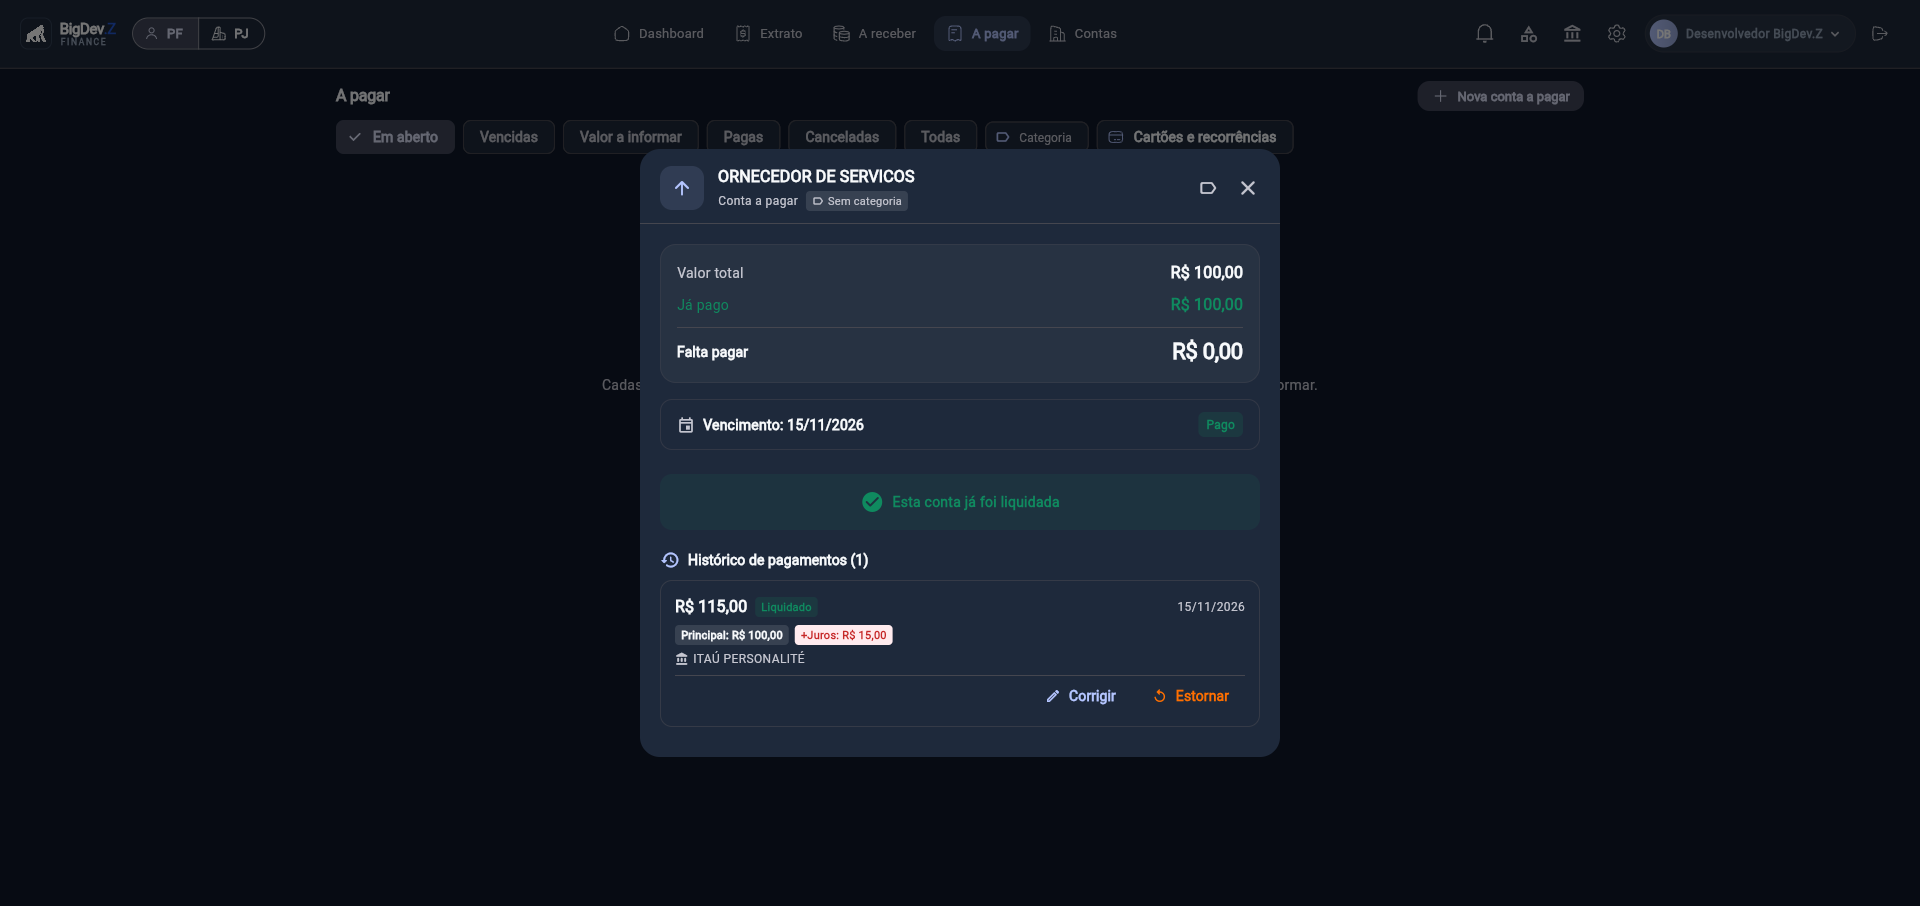 BigDev.Z
FINANCE
PF
PJ
Dashboard
Extrato
A receber
A pagar
Contas
DB
Desenvolvedor BigDev.Z
A pagar
Nova conta a pagar
Em aberto
Vencidas
Valor a informar
Pagas
Canceladas
Todas
Categoria
Cartões e recorrências
ORNECEDOR DE SERVICOS
Conta a pagar
Sem categoria
Valor total
R$ 100,00
Já pago
R$ 100,00
Falta pagar
R$ 0,00
Cadas
ormar.
Vencimento: 15/11/2026
Pago
Esta conta já foi liquidada
Histórico de pagamentos (1)
R$ 115,00
Liquidado
15/11/2026
Principal: R$ 100,00
+Juros: R$ 15,00
ITAÚ PERSONALITÉ
Corrigir
Estornar